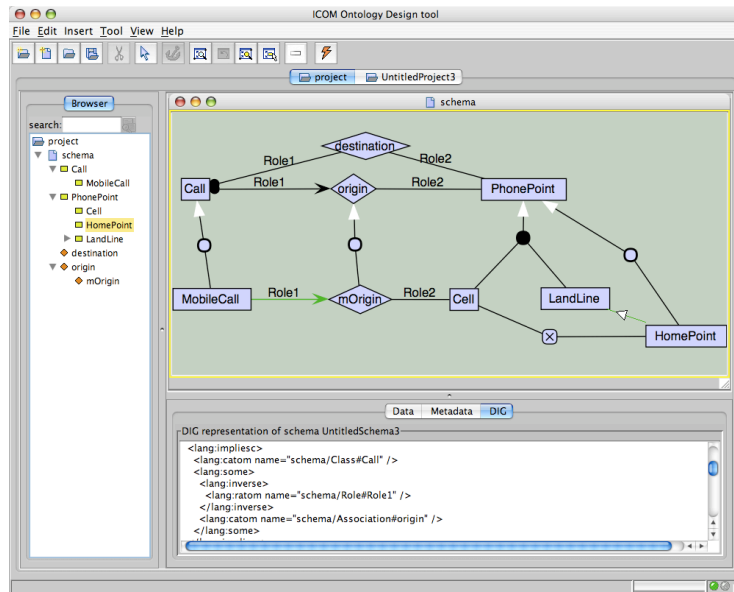 ICOM Ontology Design tool
File Edit Insert Tool View Help
project UntitledProject3
Browser
search:
project
schema
Call
MobileCall
PhonePoint
Cell
HomePoint
LandLine
destination
origin
mOrigin
schema
destination
Role1 Role2
Call Role1 origin Role2 PhonePoint
MobileCall Role1 mOrigin Role2 Cell LandLine
HomePoint
Data Metadata DIG
DIG representation of schema UntitledSchema3
<lang:impliesc>
<lang:catom name="schema/Class#Call" />
<lang:some>
<lang:inverse>
<lang:ratom name="schema/Role#Role1" />
</lang:inverse>
<lang:catom name="schema/Association#origin" />
</lang:some>